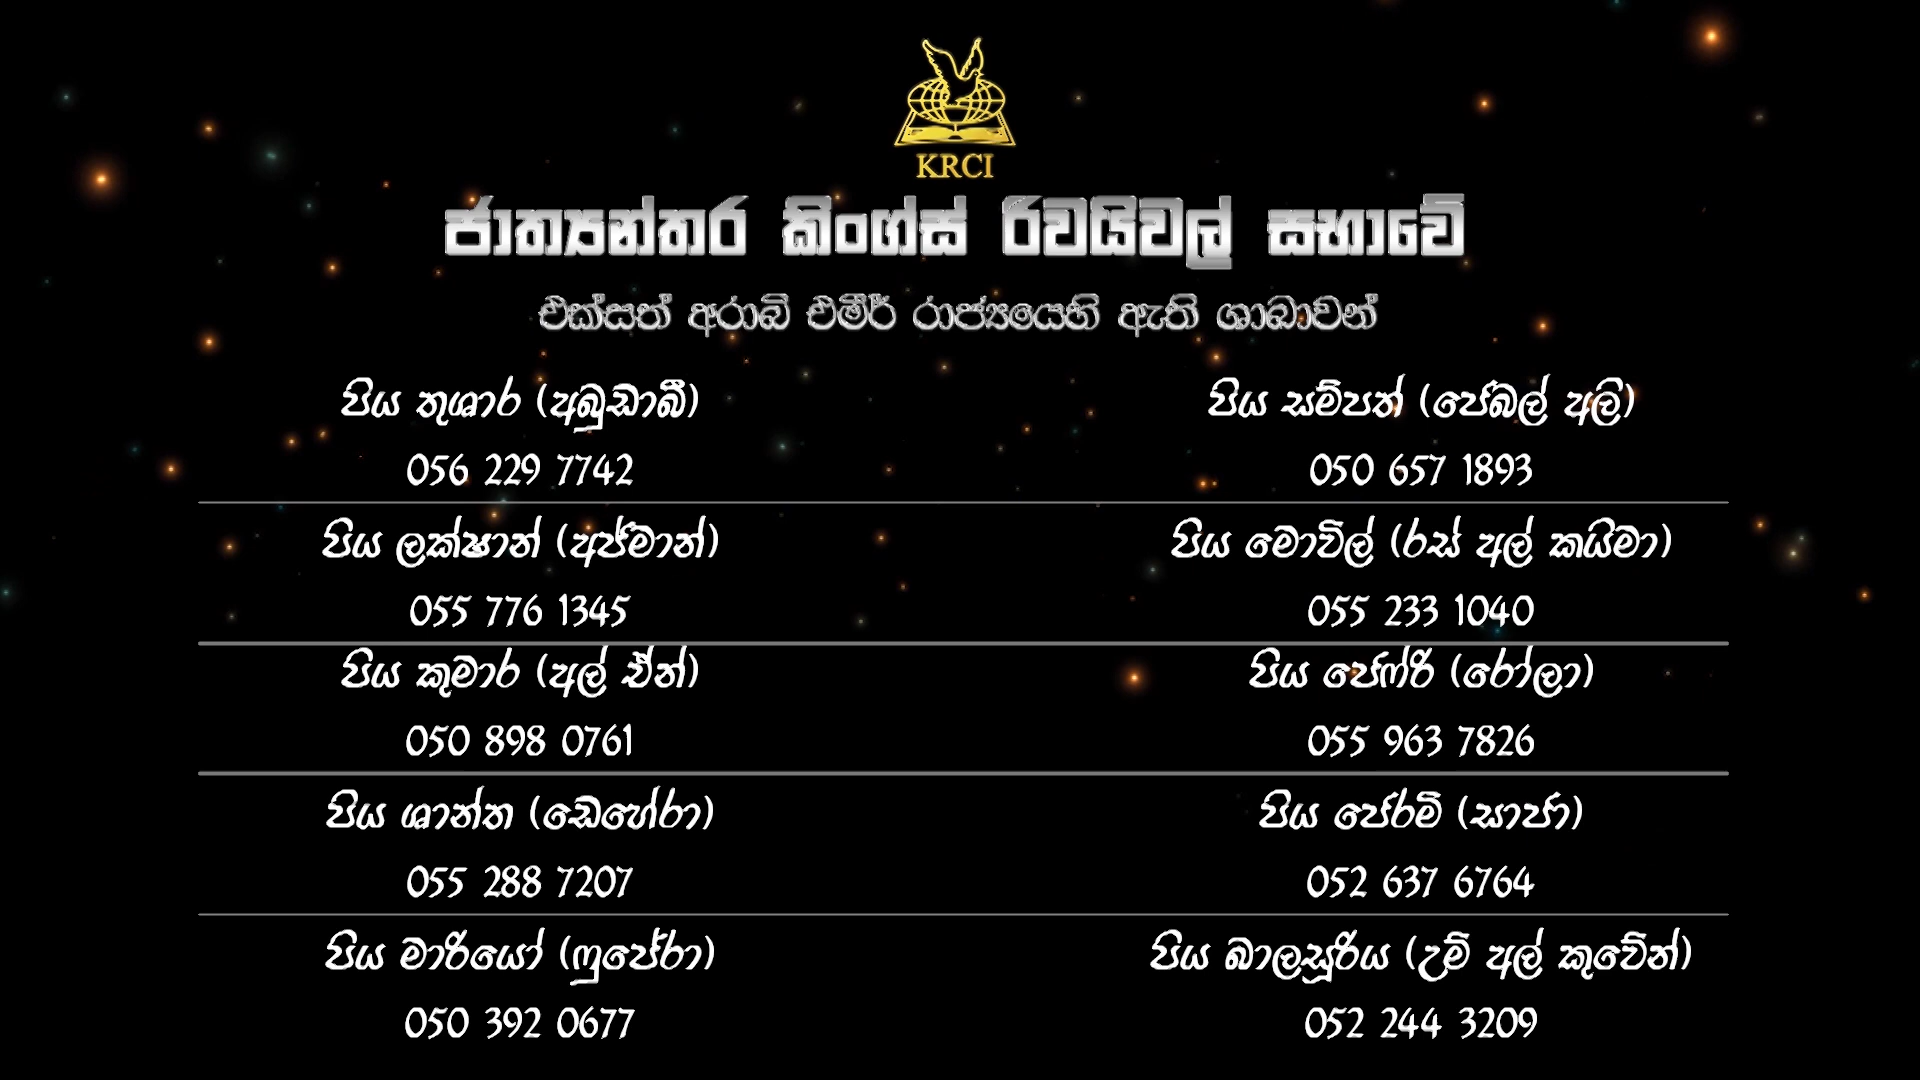 KRCI
ජාත්‍යන්තර කිංග්ස් රිවයිවල් සභාවේ
එක්සත් අරාබි එමීර් රාජ්‍යයෙහි ඇති ශාඛාවන්
පිය තුශාර (අබුඩාබී)
056 229 7742
පිය සම්පත් (ජෙබල් අලි)
050 657 1893
පිය ලක්ෂාන් (අජ්මාන්)
055 776 1345
පිය මොවිල් (රස් අල් කයිමා)
055 233 1040
පිය කුමාර (අල් ඒන්)
050 898 0761
පිය ජෙෆ්රි (රෝලා)
055 963 7826
පිය ශාන්ත (ඩෙහේරා)
055 288 7207
පිය ජෙරමි (සාර්ජා)
052 637 6764
පිය මාරියෝ (ෆුජේරා)
050 392 0677
පිය බාලසූරිය (උම් අල් කුවේන්)
052 244 3209